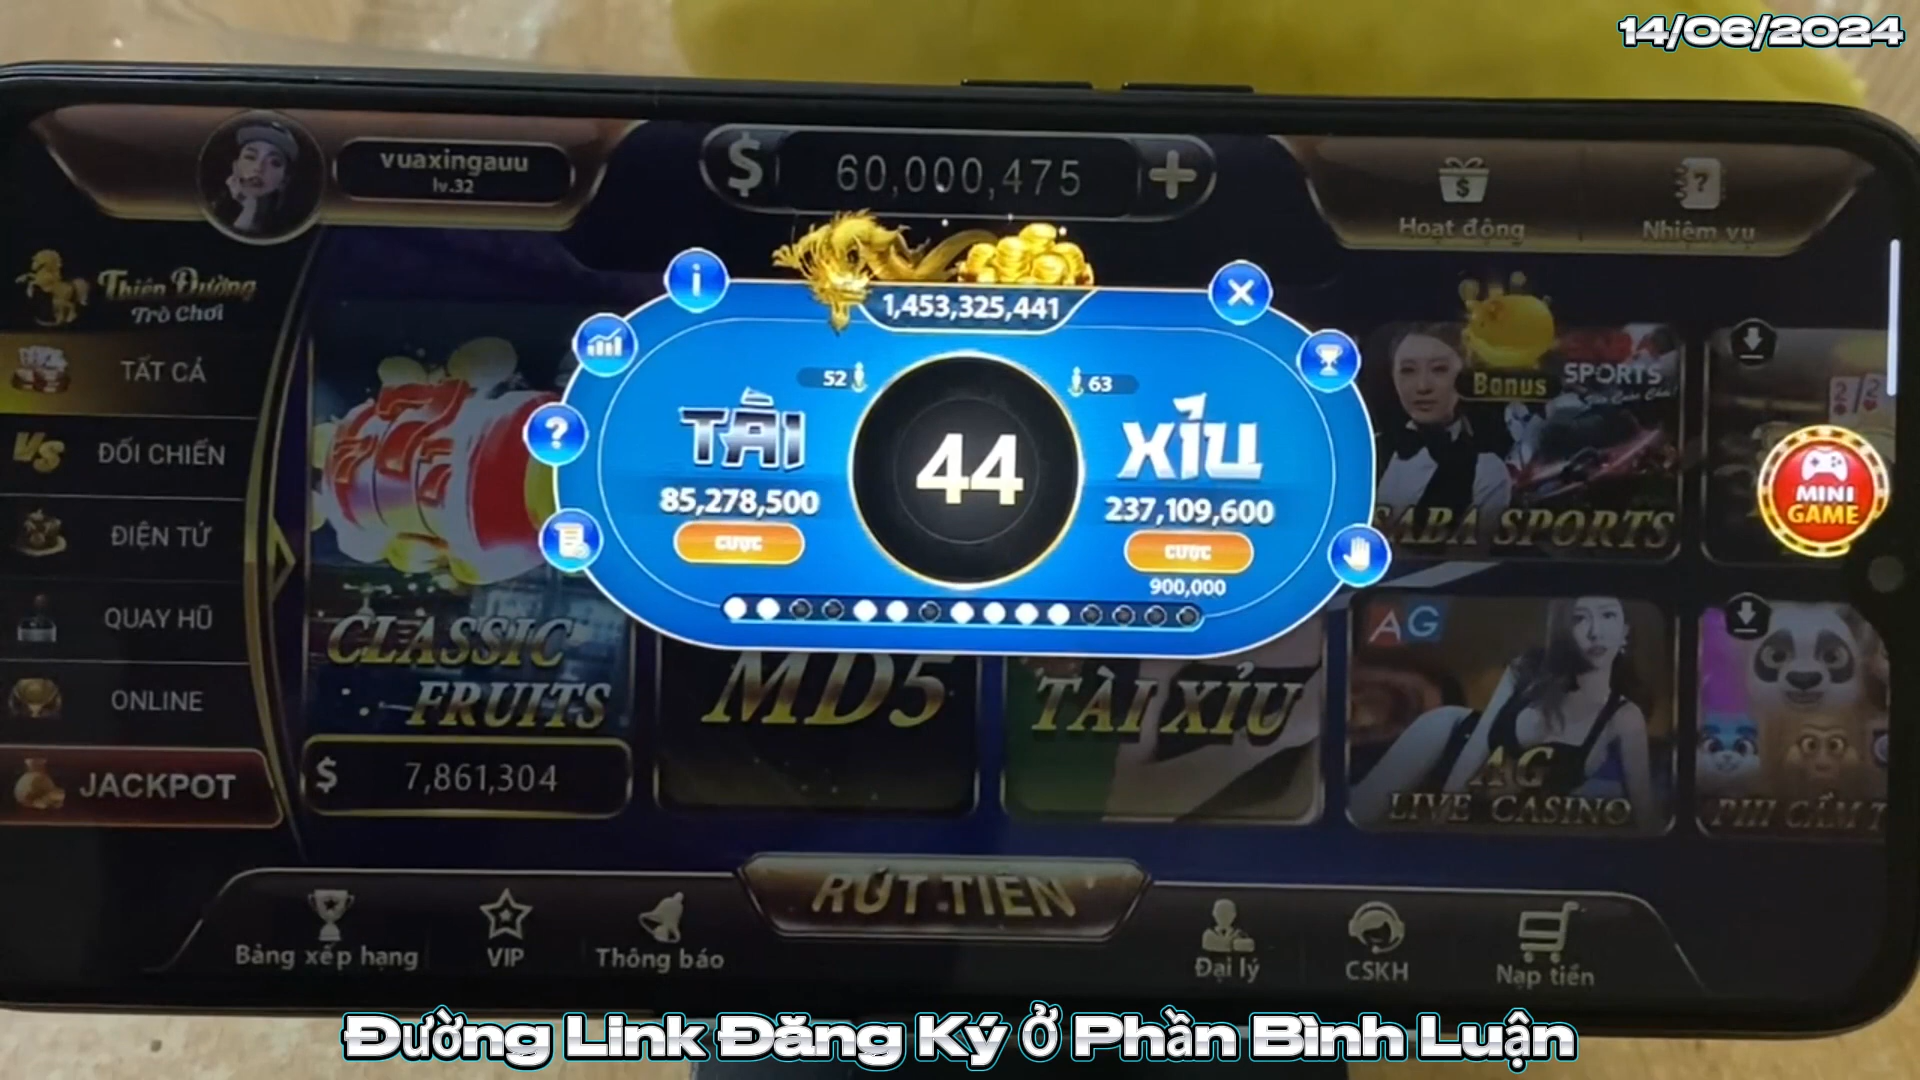 14/06/2024
vuaxingauu
lv.32
$ 60,000,475 +
Hoạt động
Nhiệm vụ
Thiên Đường
Trò Chơi
TẤT CẢ
VS ĐỐI CHIẾN
ĐIỆN TỬ
QUAY HŨ
ONLINE
JACKPOT
1,453,325,441
52
63
TÀI
44
XỈU
85,278,500
237,109,600
CƯỢC
CƯỢC
900,000
Bonus
SPORTS
SABA SPORTS
MINI
GAME
CLASSIC
FRUITS
$ 7,861,304
MD5
TÀI XỈU
AG
AG
LIVE CASINO
RÚT TIỀN
Bảng xếp hạng
VIP
Thông báo
Đại lý
CSKH
Nạp tiền
Đường Link Đăng Ký Ở Phần Bình Luận